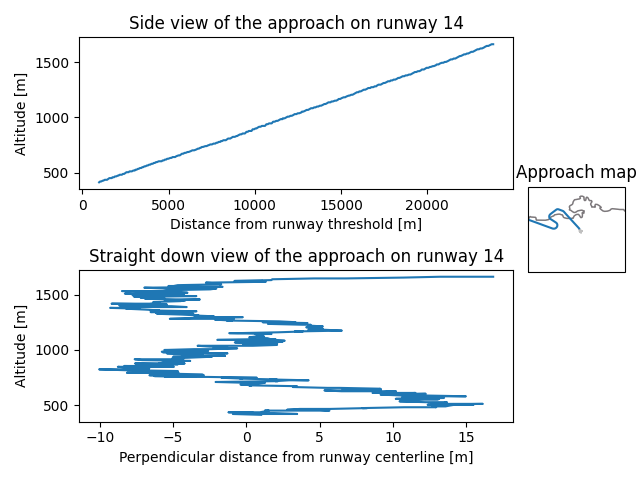 Side view of the approach on runway 14
Altitude [m]
1500
1000
500
0
5000
10000
15000
20000
Distance from runway threshold [m]
Approach map
Straight down view of the approach on runway 14
Altitude [m]
1500
1000
500
−10
−5
0
5
10
15
Perpendicular distance from runway centerline [m]